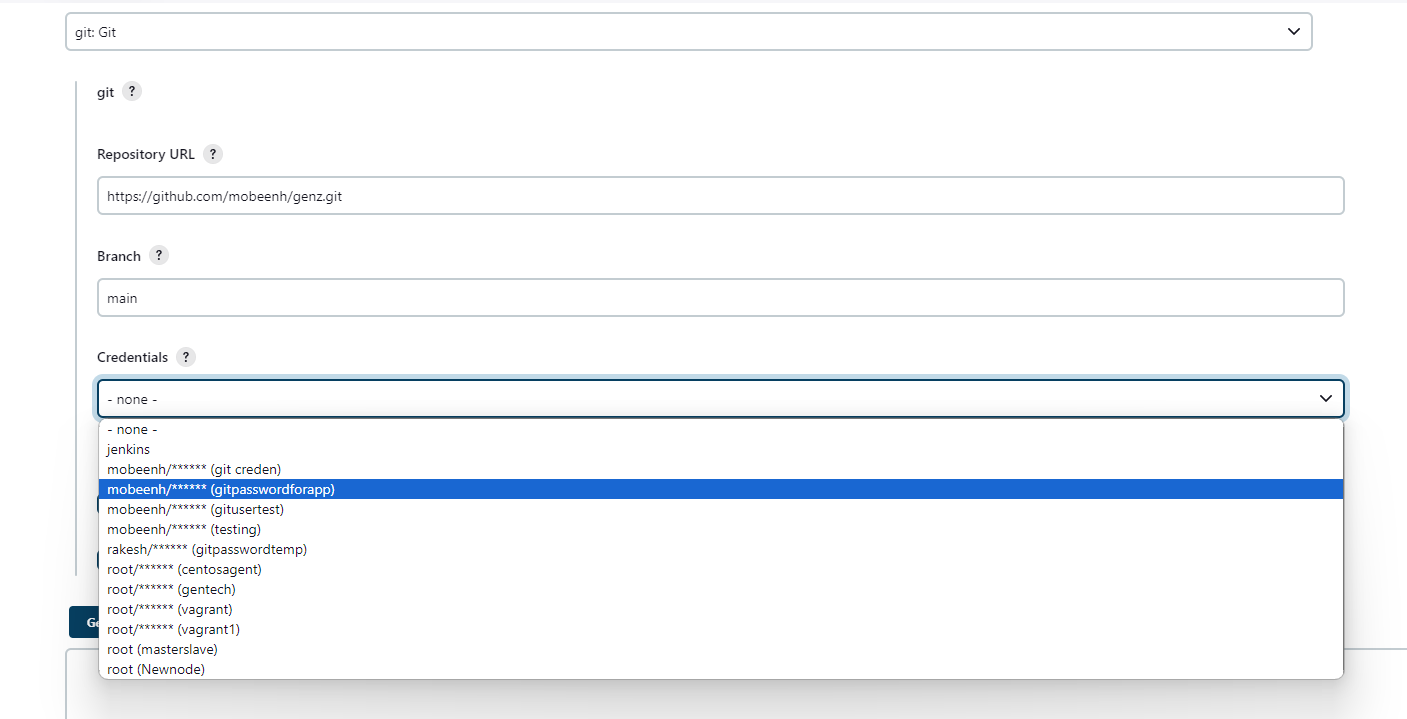 git: Git
git ?
Repository URL ?
https://github.com/mobeenh/genz.git
Branch ?
main
Credentials ?
- none -
- none -
jenkins
mobeenh/****** (git creden)
mobeenh/****** (gitpasswordforapp)
mobeenh/****** (gitusertest)
mobeenh/****** (testing)
rakesh/****** (gitpasswordtemp)
root/****** (centosagent)
root/****** (gentech)
root/****** (vagrant)
root/****** (vagrant1)
root (masterslave)
root (Newnode)